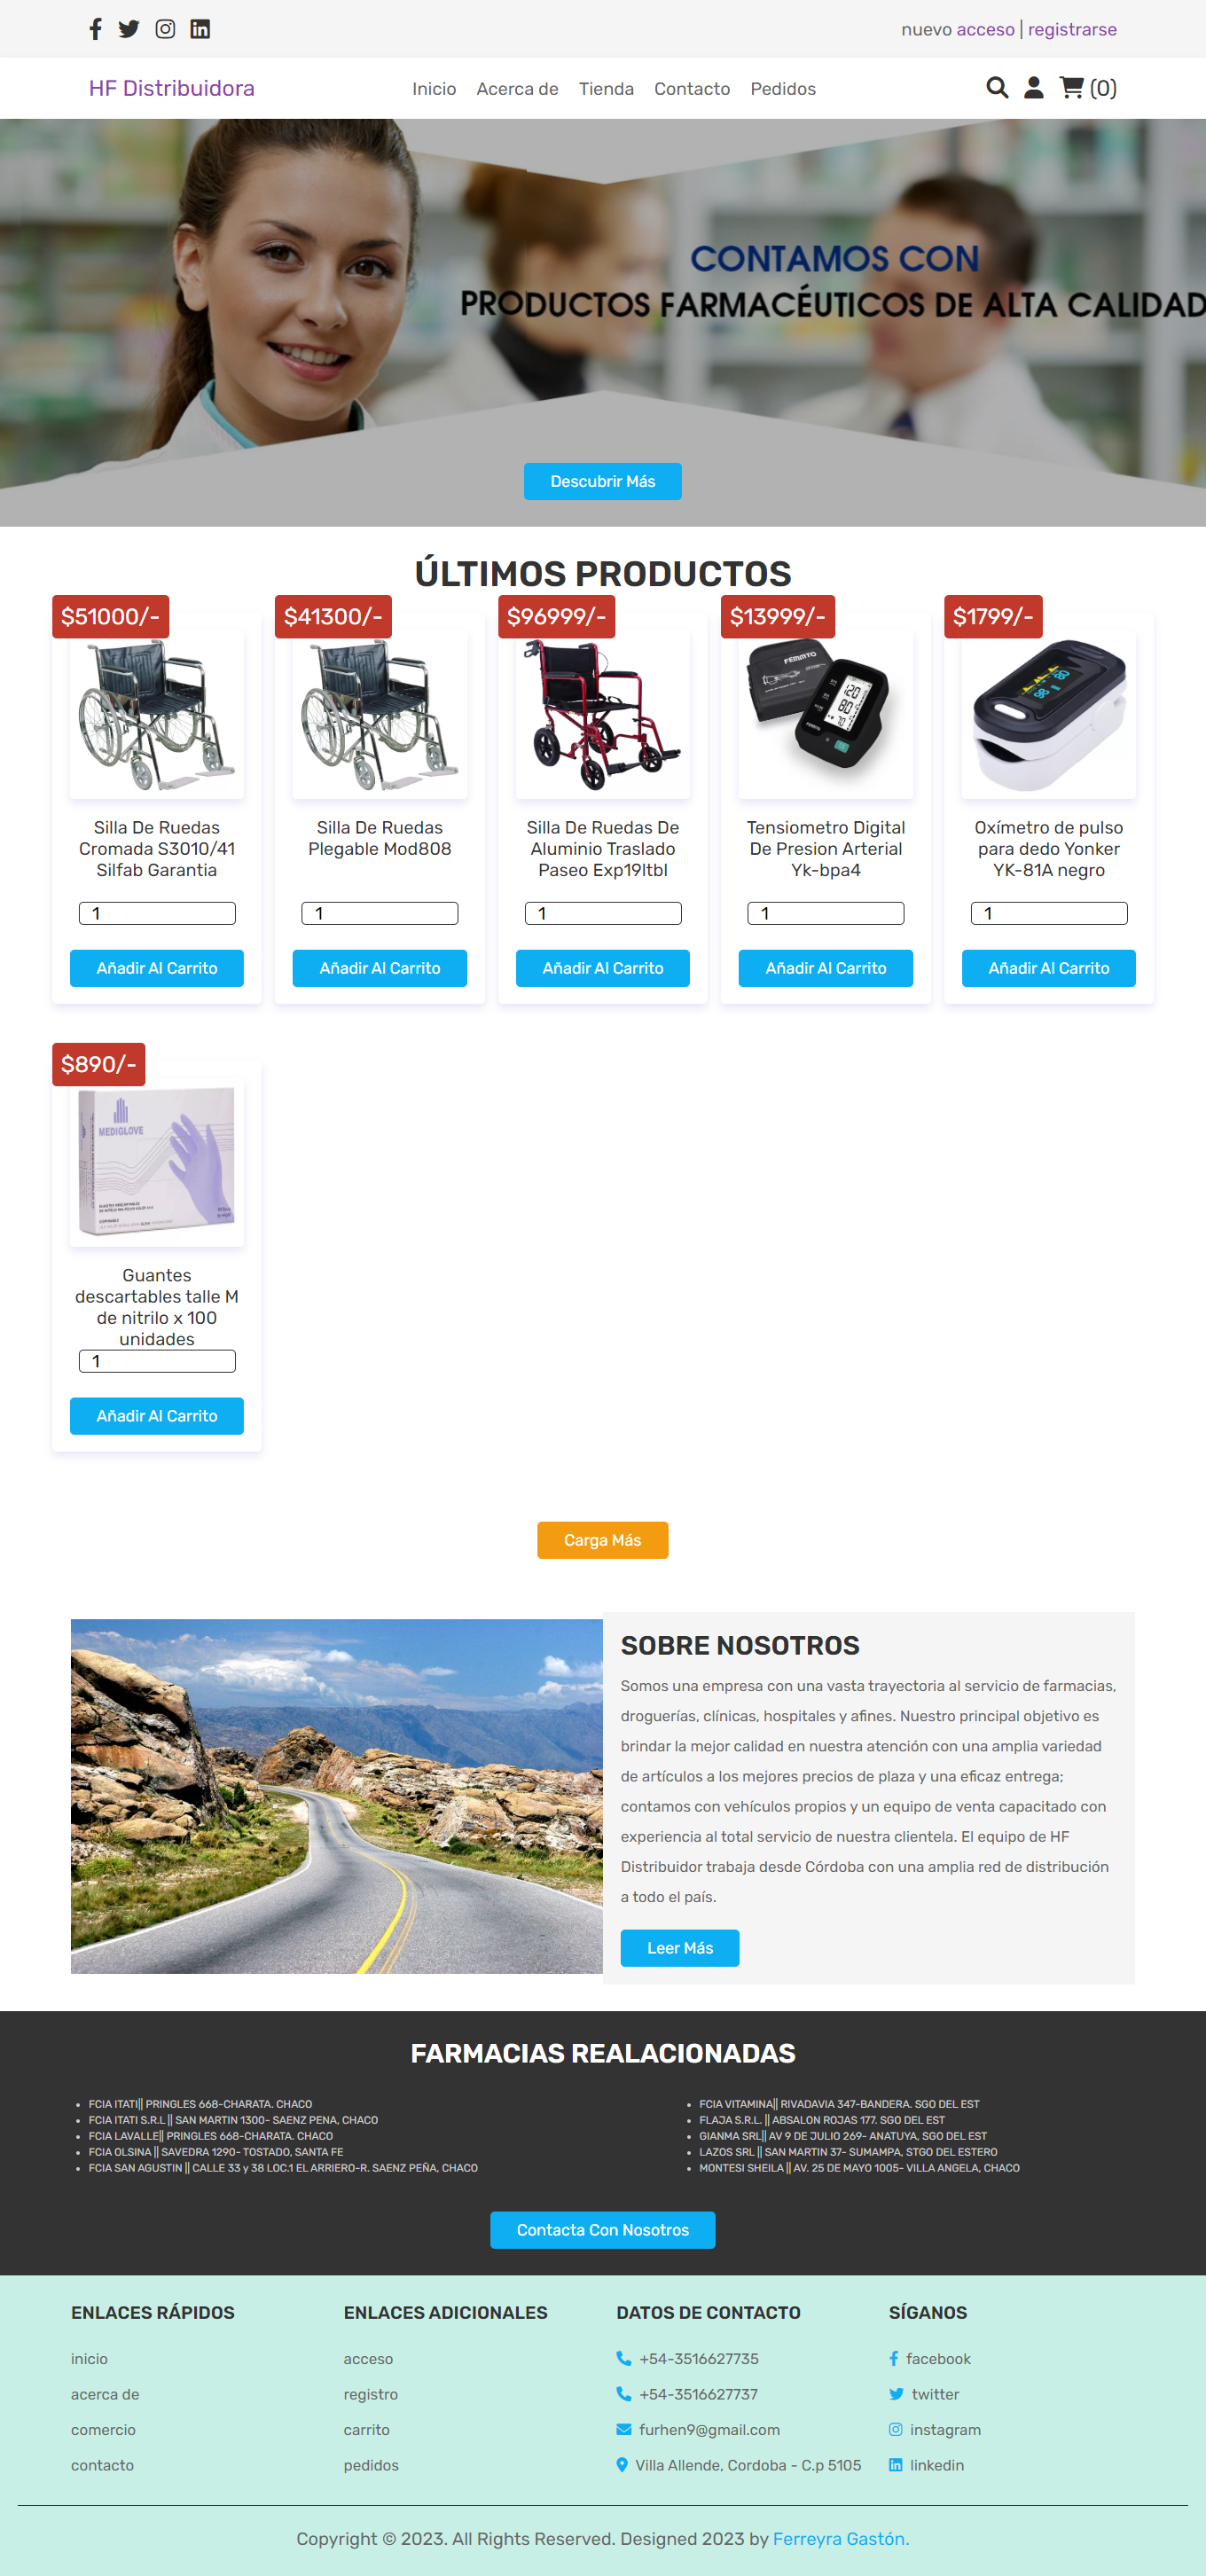 nuevo acceso | registrarse
HF Distribuidora
Inicio Acerca de Tienda Contacto Pedidos
(0)
CONTAMOS CON
PRODUCTOS FARMACÉUTICOS DE ALTA CALIDAD
Descubrir Más
ÚLTIMOS PRODUCTOS
$51000/-
Silla De Ruedas
Cromada S3010/41
Silfab Garantia
1
Añadir Al Carrito
$41300/-
Silla De Ruedas
Plegable Mod808
1
Añadir Al Carrito
$96999/-
Silla De Ruedas De
Aluminio Traslado
Paseo Exp19ltbl
1
Añadir Al Carrito
$13999/-
FEMMTO
Tensiometro Digital
De Presion Arterial
Yk-bpa4
1
Añadir Al Carrito
$1799/-
Oxímetro de pulso
para dedo Yonker
YK-81A negro
1
Añadir Al Carrito
$890/-
MEDIGLOVE
Guantes
descartables talle M
de nitrilo x 100
unidades
1
Añadir Al Carrito
Carga Más
SOBRE NOSOTROS
Somos una empresa con una vasta trayectoria al servicio de farmacias,
droguerías, clínicas, hospitales y afines. Nuestro principal objetivo es
brindar la mejor calidad en nuestra atención con una amplia variedad
de artículos a los mejores precios de plaza y una eficaz entrega;
contamos con vehículos propios y un equipo de venta capacitado con
experiencia al total servicio de nuestra clientela. El equipo de HF
Distribuidor trabaja desde Córdoba con una amplia red de distribución
a todo el país.
Leer Más
FARMACIAS REALACIONADAS
FCIA ITATI|| PRINGLES 668-CHARATA. CHACO
FCIA ITATI S.R.L || SAN MARTIN 1300- SAENZ PENA, CHACO
FCIA LAVALLE|| PRINGLES 668-CHARATA. CHACO
FCIA OLSINA || SAVEDRA 1290- TOSTADO, SANTA FE
FCIA SAN AGUSTIN || CALLE 33 y 38 LOC.1 EL ARRIERO-R. SAENZ PEÑA, CHACO
FCIA VITAMINA|| RIVADAVIA 347-BANDERA. SGO DEL EST
FLAJA S.R.L. || ABSALON ROJAS 177. SGO DEL EST
GIANMA SRL|| AV 9 DE JULIO 269- ANATUYA, SGO DEL EST
LAZOS SRL || SAN MARTIN 37- SUMAMPA, STGO DEL ESTERO
MONTESI SHEILA || AV. 25 DE MAYO 1005- VILLA ANGELA, CHACO
Contacta Con Nosotros
ENLACES RÁPIDOS
inicio
acerca de
comercio
contacto
ENLACES ADICIONALES
acceso
registro
carrito
pedidos
DATOS DE CONTACTO
+54-3516627735
+54-3516627737
furhen9@gmail.com
Villa Allende, Cordoba - C.p 5105
SÍGANOS
facebook
twitter
instagram
linkedin
Copyright © 2023. All Rights Reserved. Designed 2023 by Ferreyra Gastón.